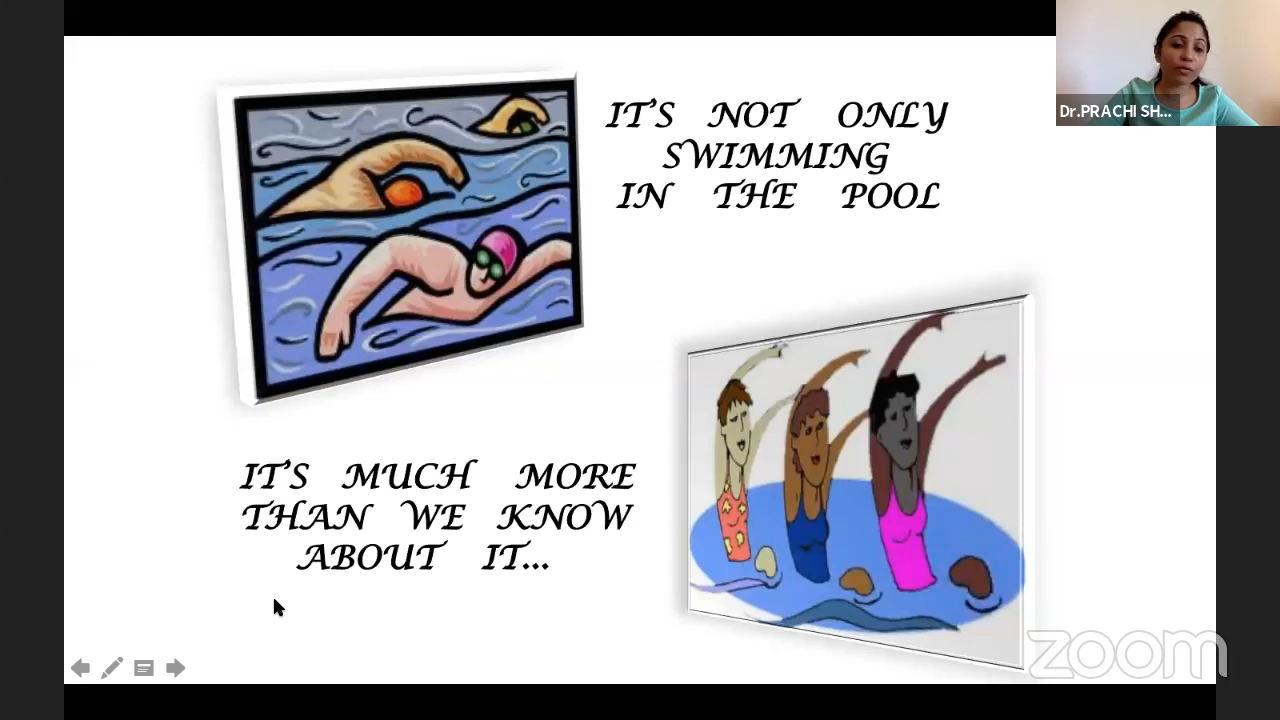 IT'S NOT ONLY
SWIMMING
IN THE POOL
Dr.PRACHI SH...
IT'S MUCH MORE
THAN WE KNOW
ABOUT IT...
zoom